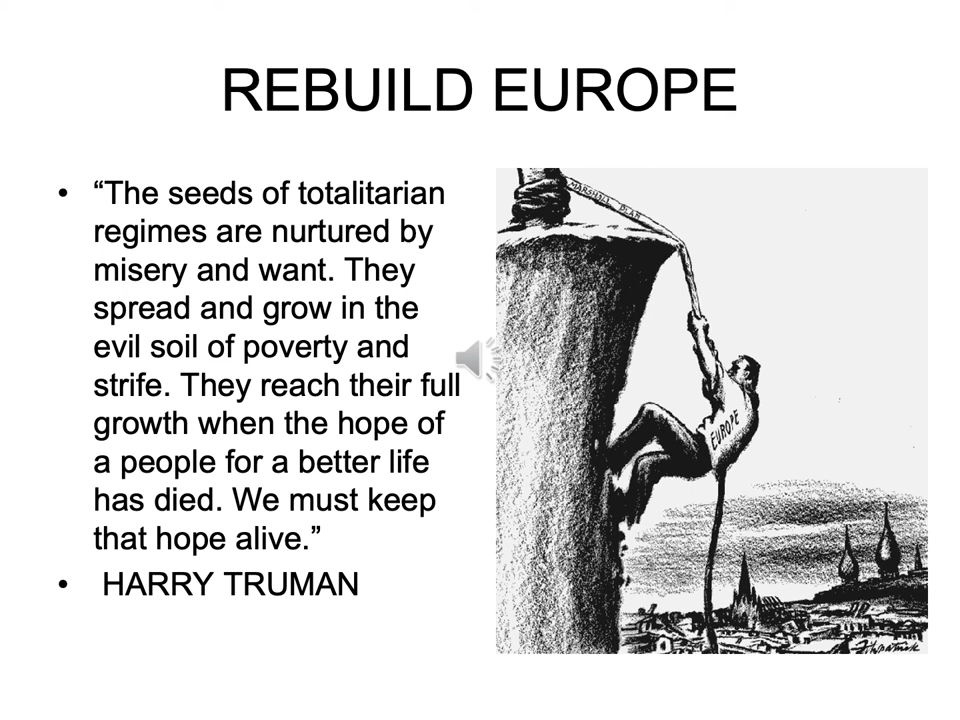 REBUILD EUROPE
• “The seeds of totalitarian
regimes are nurtured by
misery and want. They
spread and grow in the
evil soil of poverty and
strife. They reach their full
growth when the hope of
a people for a better life
has died. We must keep
that hope alive.”
• HARRY TRUMAN
MARSHALL PLAN
EUROPE
Fitzpatrick